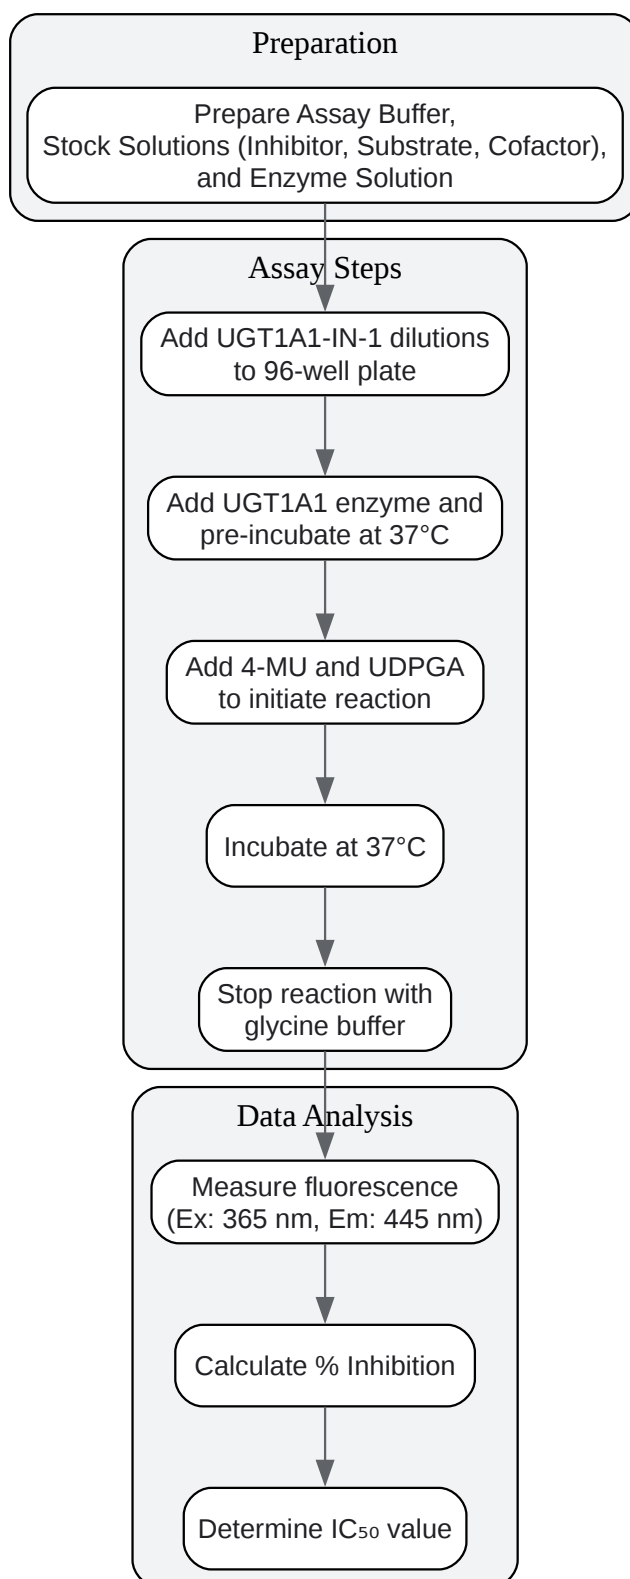 Preparation
Prepare Assay Buffer,
Stock Solutions (Inhibitor, Substrate, Cofactor),
and Enzyme Solution
Assay Steps
Add UGT1A1-IN-1 dilutions
to 96-well plate
Add UGT1A1 enzyme and
pre-incubate at 37°C
Add 4-MU and UDPGA
to initiate reaction
Incubate at 37°C
Stop reaction with
glycine buffer
Data Analysis
Measure fluorescence
(Ex: 365 nm, Em: 445 nm)
Calculate % Inhibition
Determine IC₅₀ value